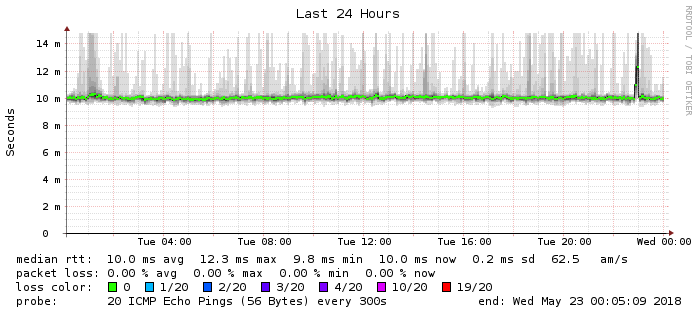 Last 24 Hours
RRDTOOL / TOBI OETIKER
Seconds
14 m
12 m
10 m
8 m
6 m
4 m
2 m
0
Tue 04:00 Tue 08:00 Tue 12:00 Tue 16:00 Tue 20:00 Wed 00:00
median rtt: 10.0 ms avg 12.3 ms max 9.8 ms min 10.0 ms now 0.2 ms sd 62.5 am/s
packet loss: 0.00 % avg 0.00 % max 0.00 % min 0.00 % now
loss color: 0 1/20 2/20 3/20 4/20 10/20 19/20
probe: 20 ICMP Echo Pings (56 Bytes) every 300s end: Wed May 23 00:05:09 2018